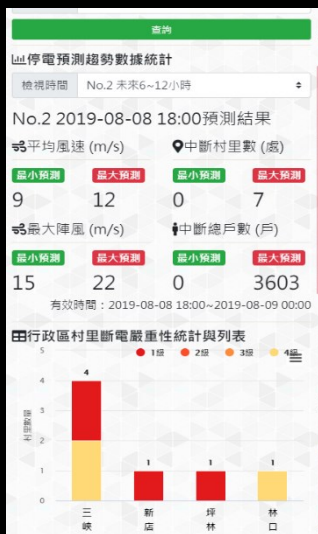 查詢
停電預測趨勢數據統計
檢視時間 No.2 未來6~12小時
No.2 2019-08-08 18:00預測結果
平均風速 (m/s) 中斷村里數 (處)
最小預測 最大預測 最小預測 最大預測
9 12 0 7
最大陣風 (m/s) 中斷總戶數 (戶)
最小預測 最大預測 最小預測 最大預測
15 22 0 3603
有效時間：2019-08-08 18:00~2019-08-09 00:00
行政區村里斷電嚴重性統計與列表
1級 2級 3級 4級
5
4
3
2
1
0
4 1 1 1
三峽 新店 坪林 林口